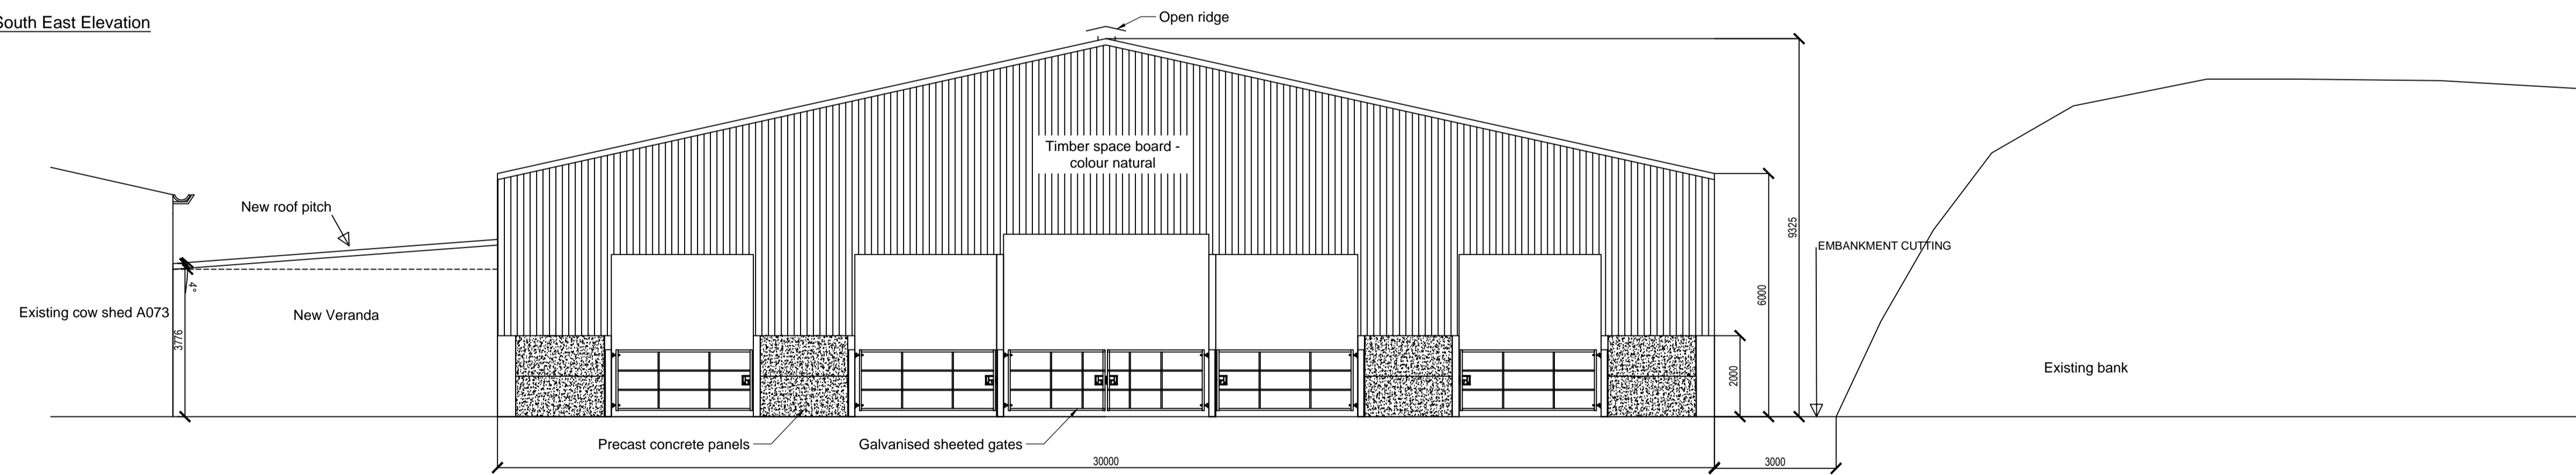 South East Elevation
Open ridge
Timber space board -
colour natural
New roof pitch
9325
EMBANKMENT CUTTING
4°
6000
Existing cow shed A073
New Veranda
3776
2000
Existing bank
Precast concrete panels
Galvanised sheeted gates
30000
3000